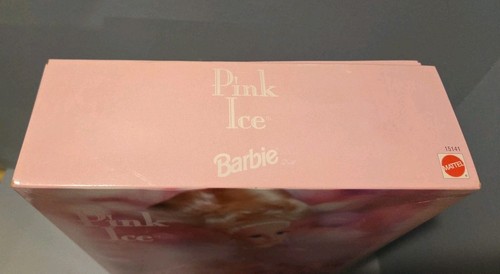 Pink
Ice
Barbie
15141
MATTEL
Pink
Ice